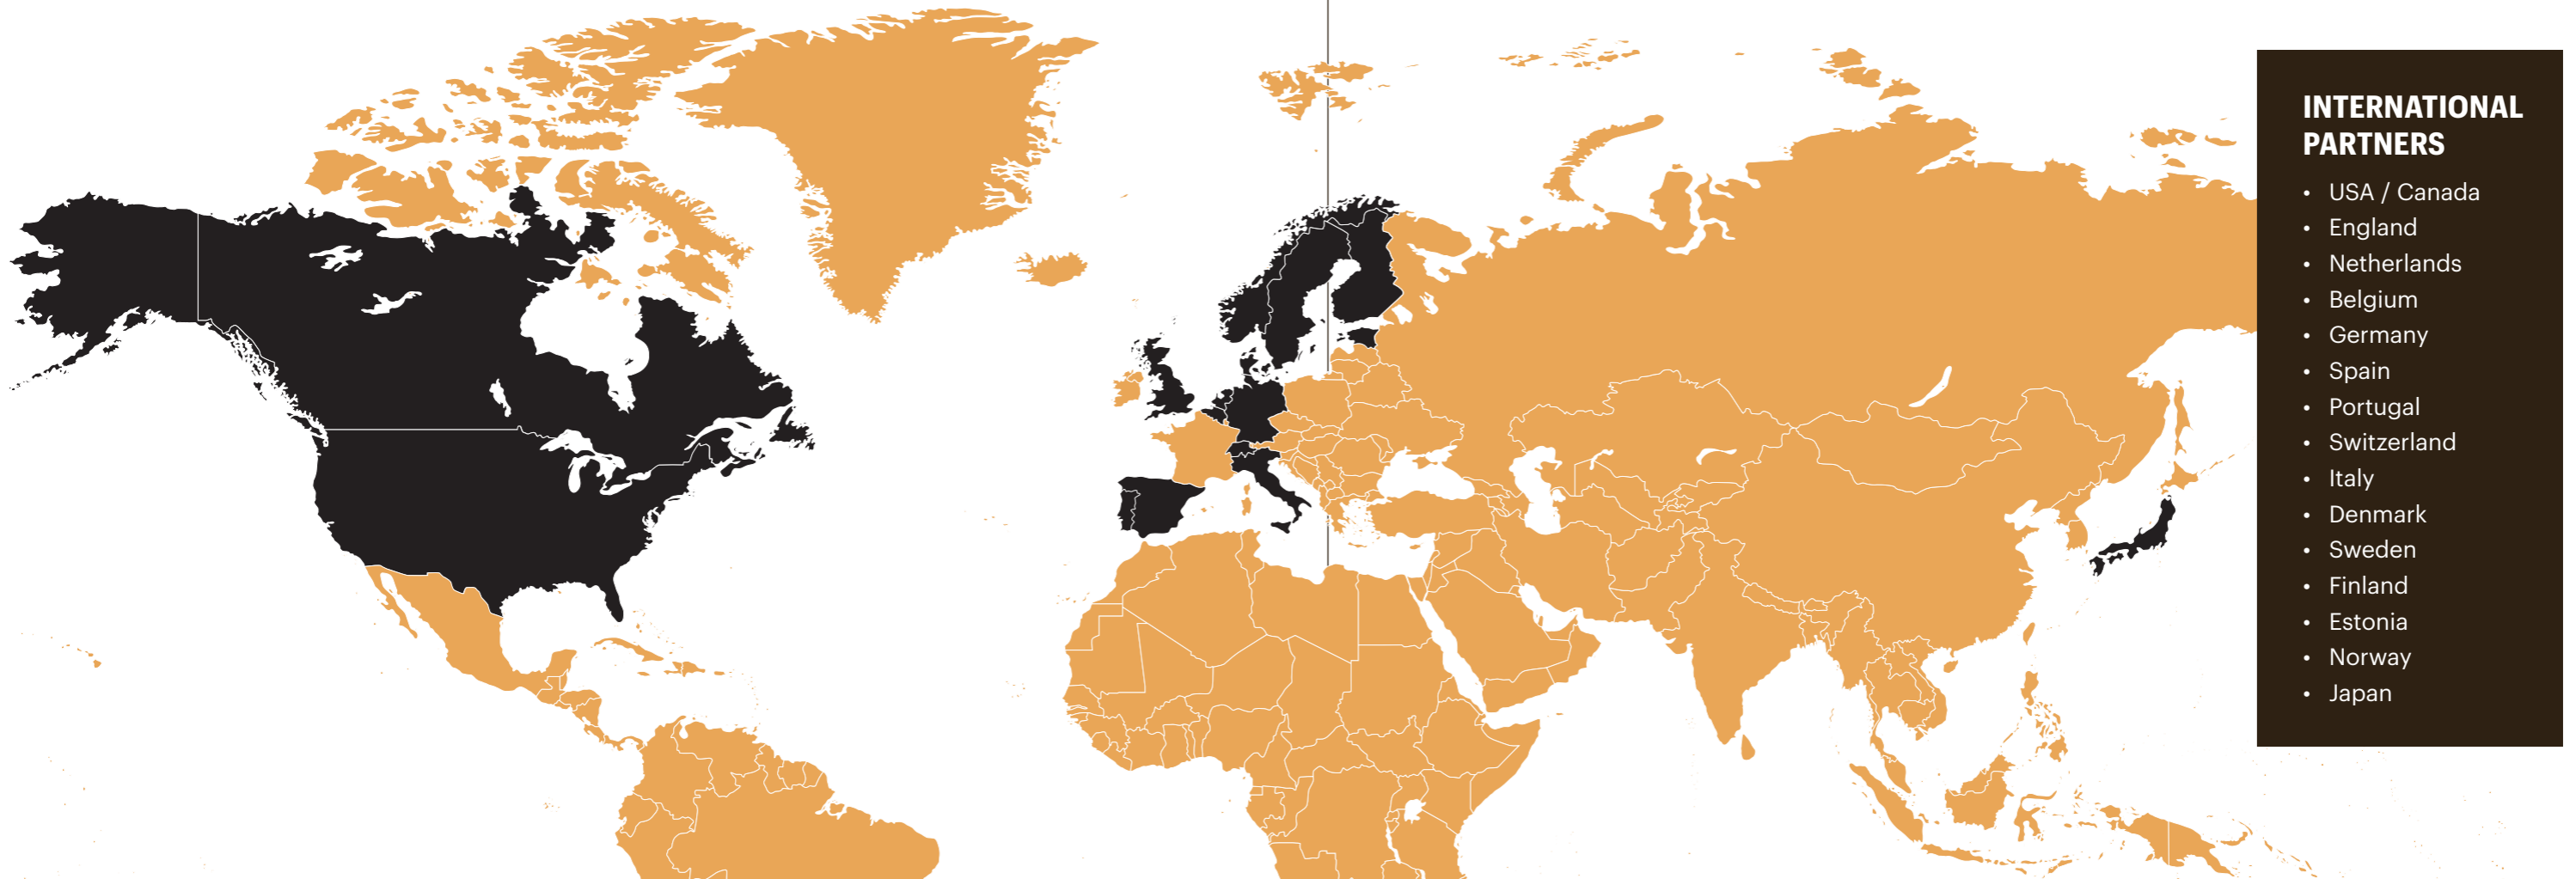 INTERNATIONAL
PARTNERS
• USA / Canada
• England
• Netherlands
• Belgium
• Germany
• Spain
• Portugal
• Switzerland
• Italy
• Denmark
• Sweden
• Finland
• Estonia
• Norway
• Japan